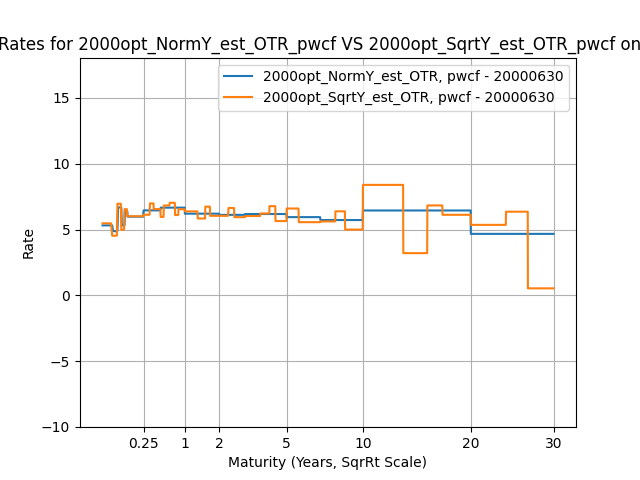 Rates for 2000opt_NormY_est_OTR_pwcf VS 2000opt_SqrtY_est_OTR_pwcf on
2000opt_NormY_est_OTR, pwcf - 20000630
2000opt_SqrtY_est_OTR, pwcf - 20000630
15
10
5
0
−5
−10
Rate
0.25 1 2 5 10 20 30
Maturity (Years, SqrRt Scale)